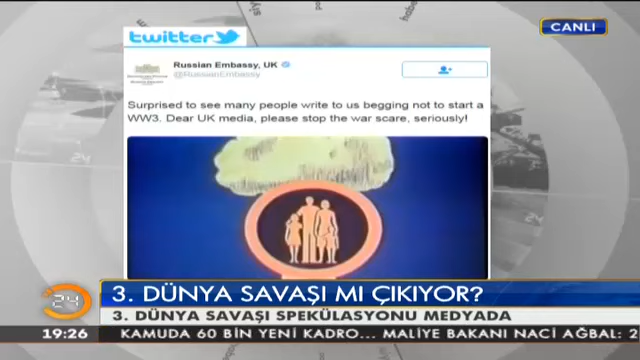 twitter
CANLI
Russian Embassy, UK
@RussianEmbassy
Surprised to see many people write to us begging not to start a
WW3. Dear UK media, please stop the war scare, seriously!
24
3. DÜNYA SAVAŞI MI ÇIKIYOR?
3. DÜNYA SAVAŞI SPEKÜLASYONU MEDYADA
19:26 KAMUDA 60 BİN YENİ KADRO... MALİYE BAKANI NACİ AĞBAL: 2